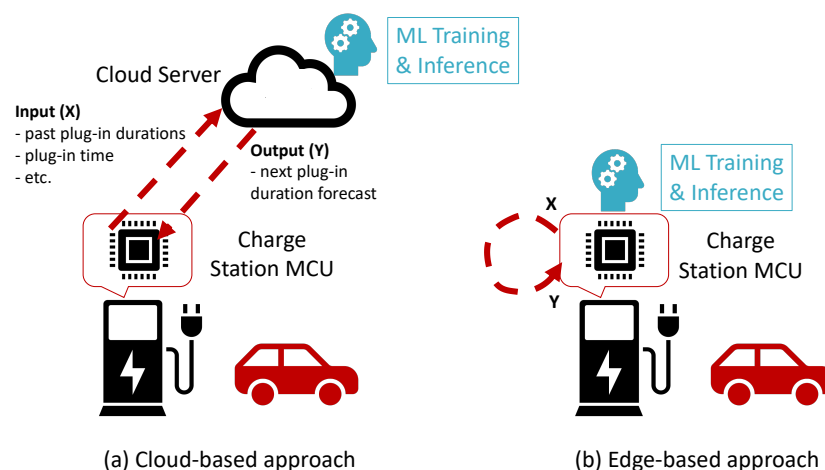 ML Training
& Inference
Cloud Server
Input (X)
- past plug-in durations
- plug-in time
- etc.
Output (Y)
- next plug-in
duration forecast
Charge
Station MCU
(a) Cloud-based approach
ML Training
& Inference
X
Charge
Station MCU
Y
(b) Edge-based approach